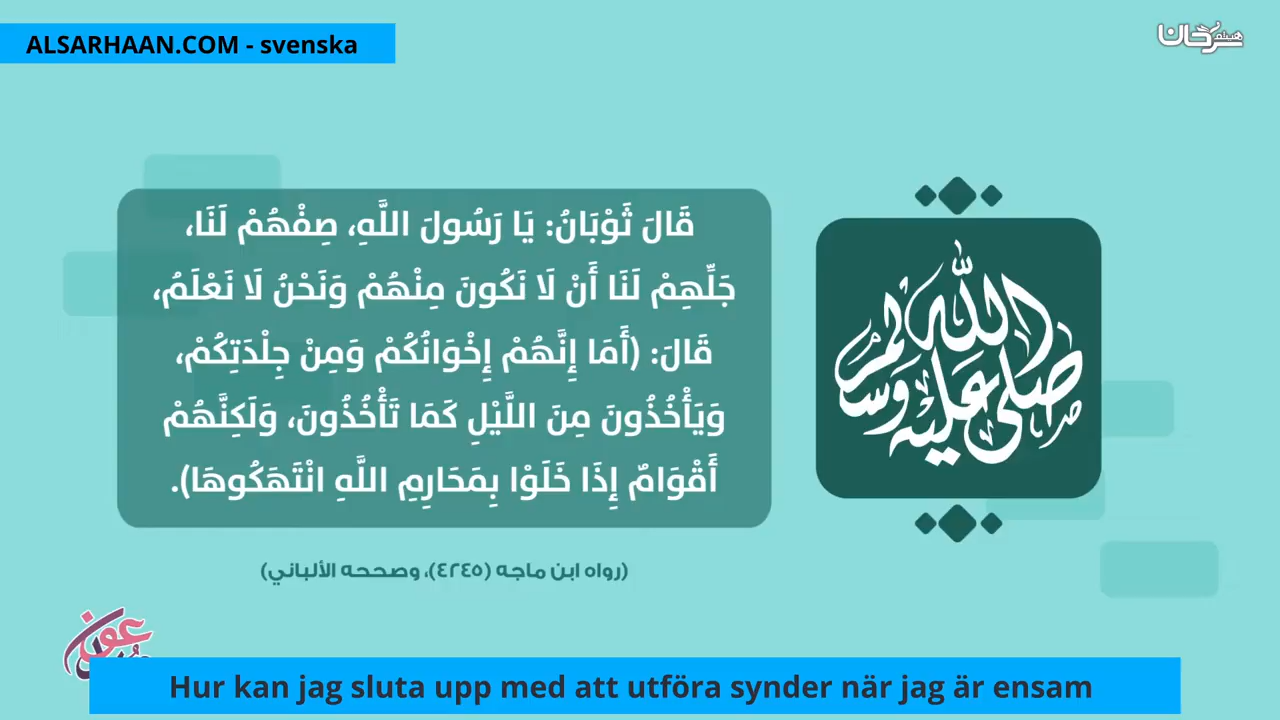 ALSARHAAN.COM - svenska
هيثم سرحان
قَالَ ثَوْبَانُ: يَا رَسُولَ اللَّهِ، صِفْهُمْ لَنَا،
جَلِّهِمْ لَنَا أَنْ لَا نَكُونَ مِنْهُمْ وَنَحْنُ لَا نَعْلَمُ،
قَالَ: (أَمَا إِنَّهُمْ إِخْوَانُكُمْ وَمِنْ جِلْدَتِكُمْ،
وَيَأْخُذُونَ مِنَ اللَّيْلِ كَمَا تَأْخُذُونَ، وَلَكِنَّهُمْ
أَقْوَامٌ إِذَا خَلَوْا بِمَحَارِمِ اللَّهِ انْتَهَكُوهَا).
صلى الله عليه وسلم
(رواه ابن ماجه (٤٢٤٥)، وصححه الألباني)
Hur kan jag sluta upp med att utföra synder när jag är ensam